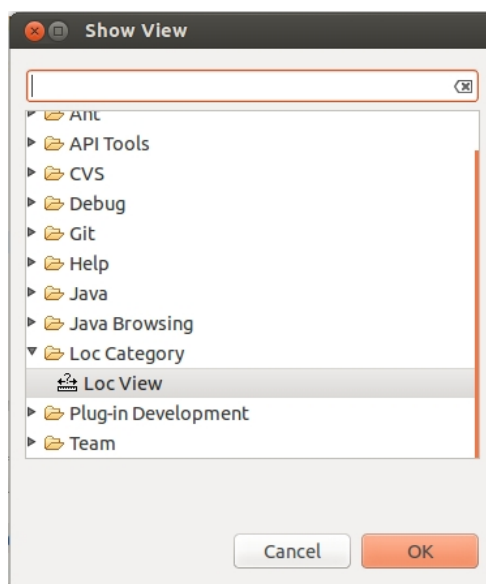 Show View
Ant
API Tools
CVS
Debug
Git
Help
Java
Java Browsing
Loc Category
Loc View
Plug-in Development
Team
Cancel
OK